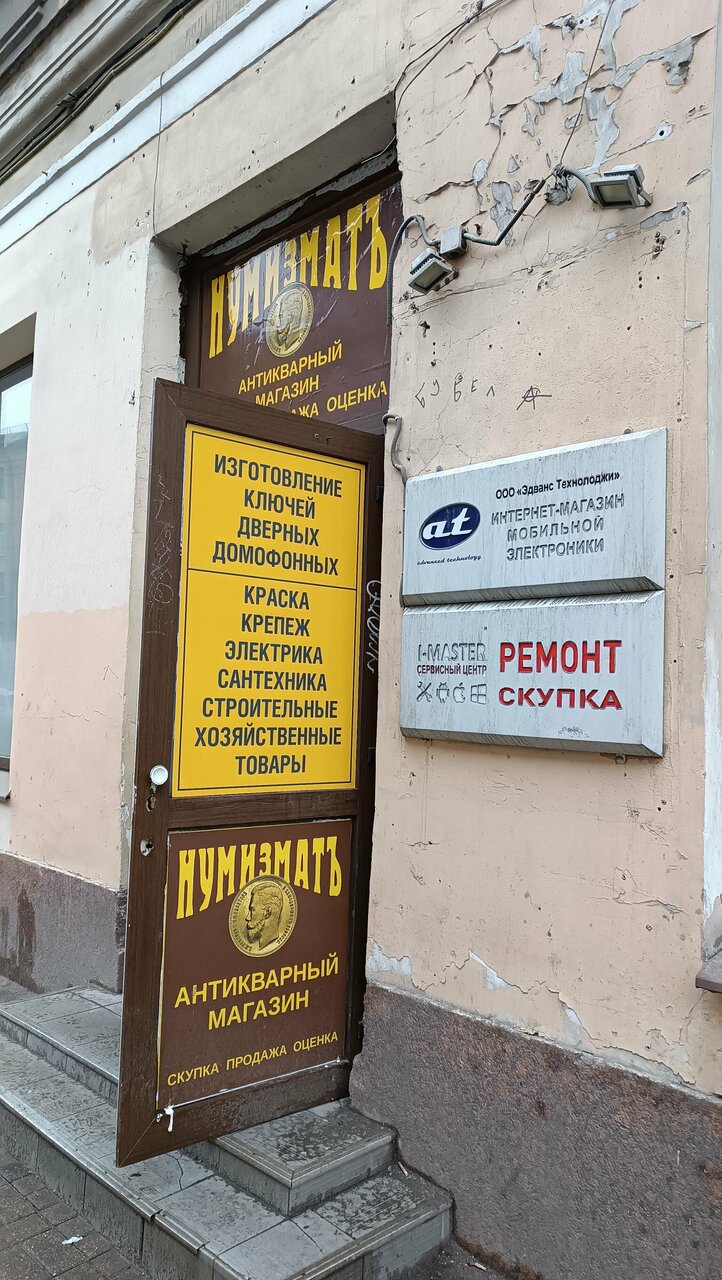 НУМИЗМАТЪ
АНТИКВАРНЫЙ
МАГАЗИН
ЖА ОЦЕНКА
ИЗГОТОВЛЕНИЕ
КЛЮЧЕЙ
ДВЕРНЫХ
ДОМОФОННЫХ
КРАСКА
КРЕПЕЖ
ЭЛЕКТРИКА
САНТЕХНИКА
СТРОИТЕЛЬНЫЕ
ХОЗЯЙСТВЕННЫЕ
ТОВАРЫ
НУМИЗМАТЪ
АНТИКВАРНЫЙ
МАГАЗИН
СКУПКА ПРОДАЖА ОЦЕНКА
ООО «Эдванс Технолоджи»
at
advanced technology
ИНТЕРНЕТ-МАГАЗИН
МОБИЛЬНОЙ
ЭЛЕКТРОНИКИ
I-MASTER
СЕРВИСНЫЙ ЦЕНТР
РЕМОНТ
СКУПКА